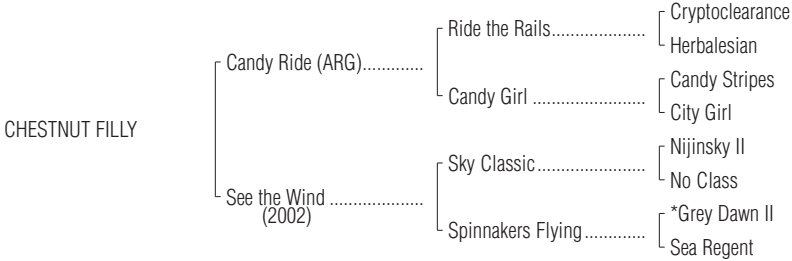 Cryptoclearance
Ride the Rails....................
Herbalesian
Candy Ride (ARG).............
Candy Stripes
Candy Girl ........................
City Girl
CHESTNUT FILLY
Nijinsky II
Sky Classic.......................
No Class
See the Wind ....................
(2002)
*Grey Dawn II
Spinnakers Flying.............
Sea Regent